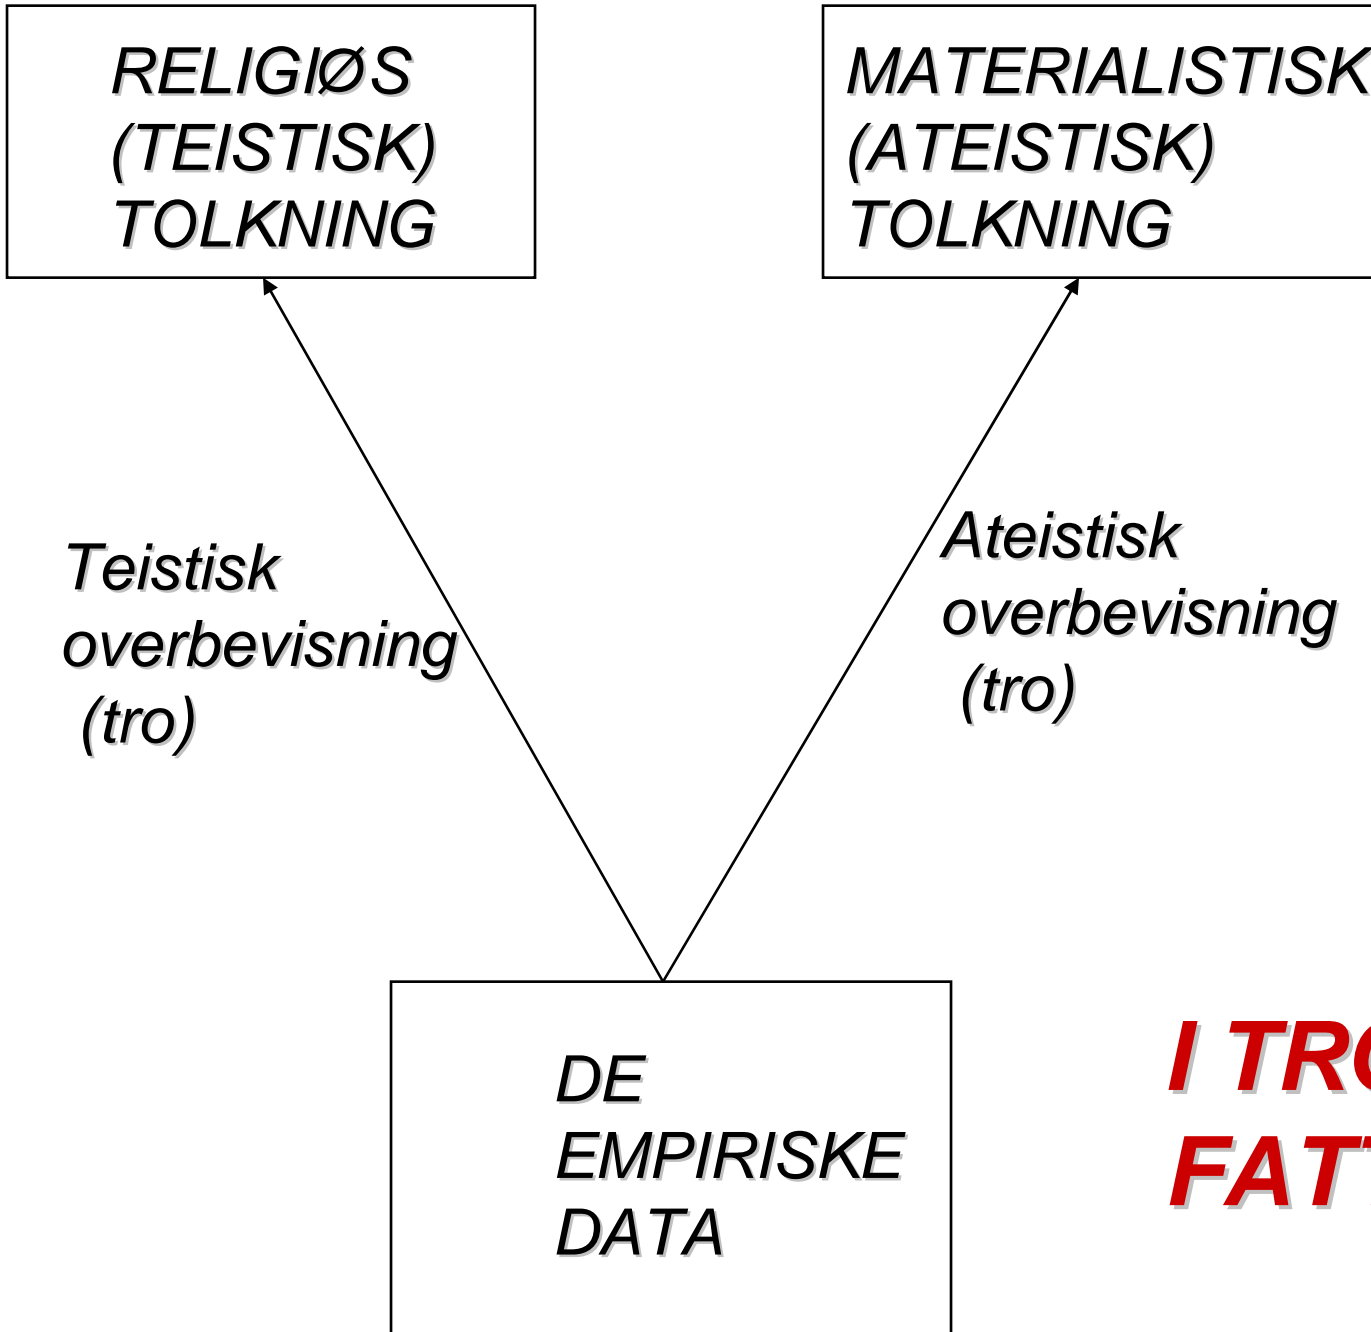 RELIGIØS
(TEISTISK)
TOLKNING
MATERIALISTISK
(ATEISTISK)
TOLKNING
Teistisk
overbevisning
(tro)
Ateistisk
overbevisning
(tro)
DE
EMPIRISKE
DATA
I